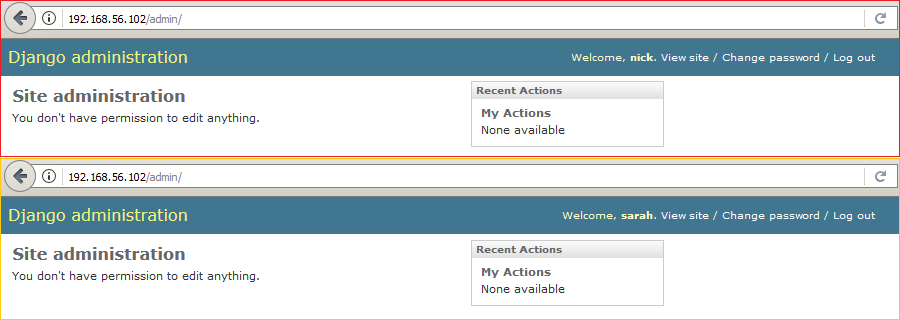 192.168.56.102/admin/
Django administration
Welcome, nick. View site / Change password / Log out
Site administration
You don't have permission to edit anything.
Recent Actions
My Actions
None available
192.168.56.102/admin/
Django administration
Welcome, sarah. View site / Change password / Log out
Site administration
You don't have permission to edit anything.
Recent Actions
My Actions
None available